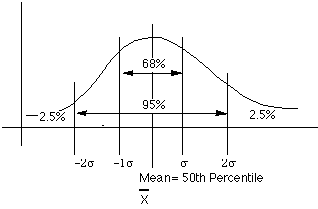 68%
95%
2.5%
2.5%
-2σ -1σ σ 2σ
Mean= 50th Percentile
X